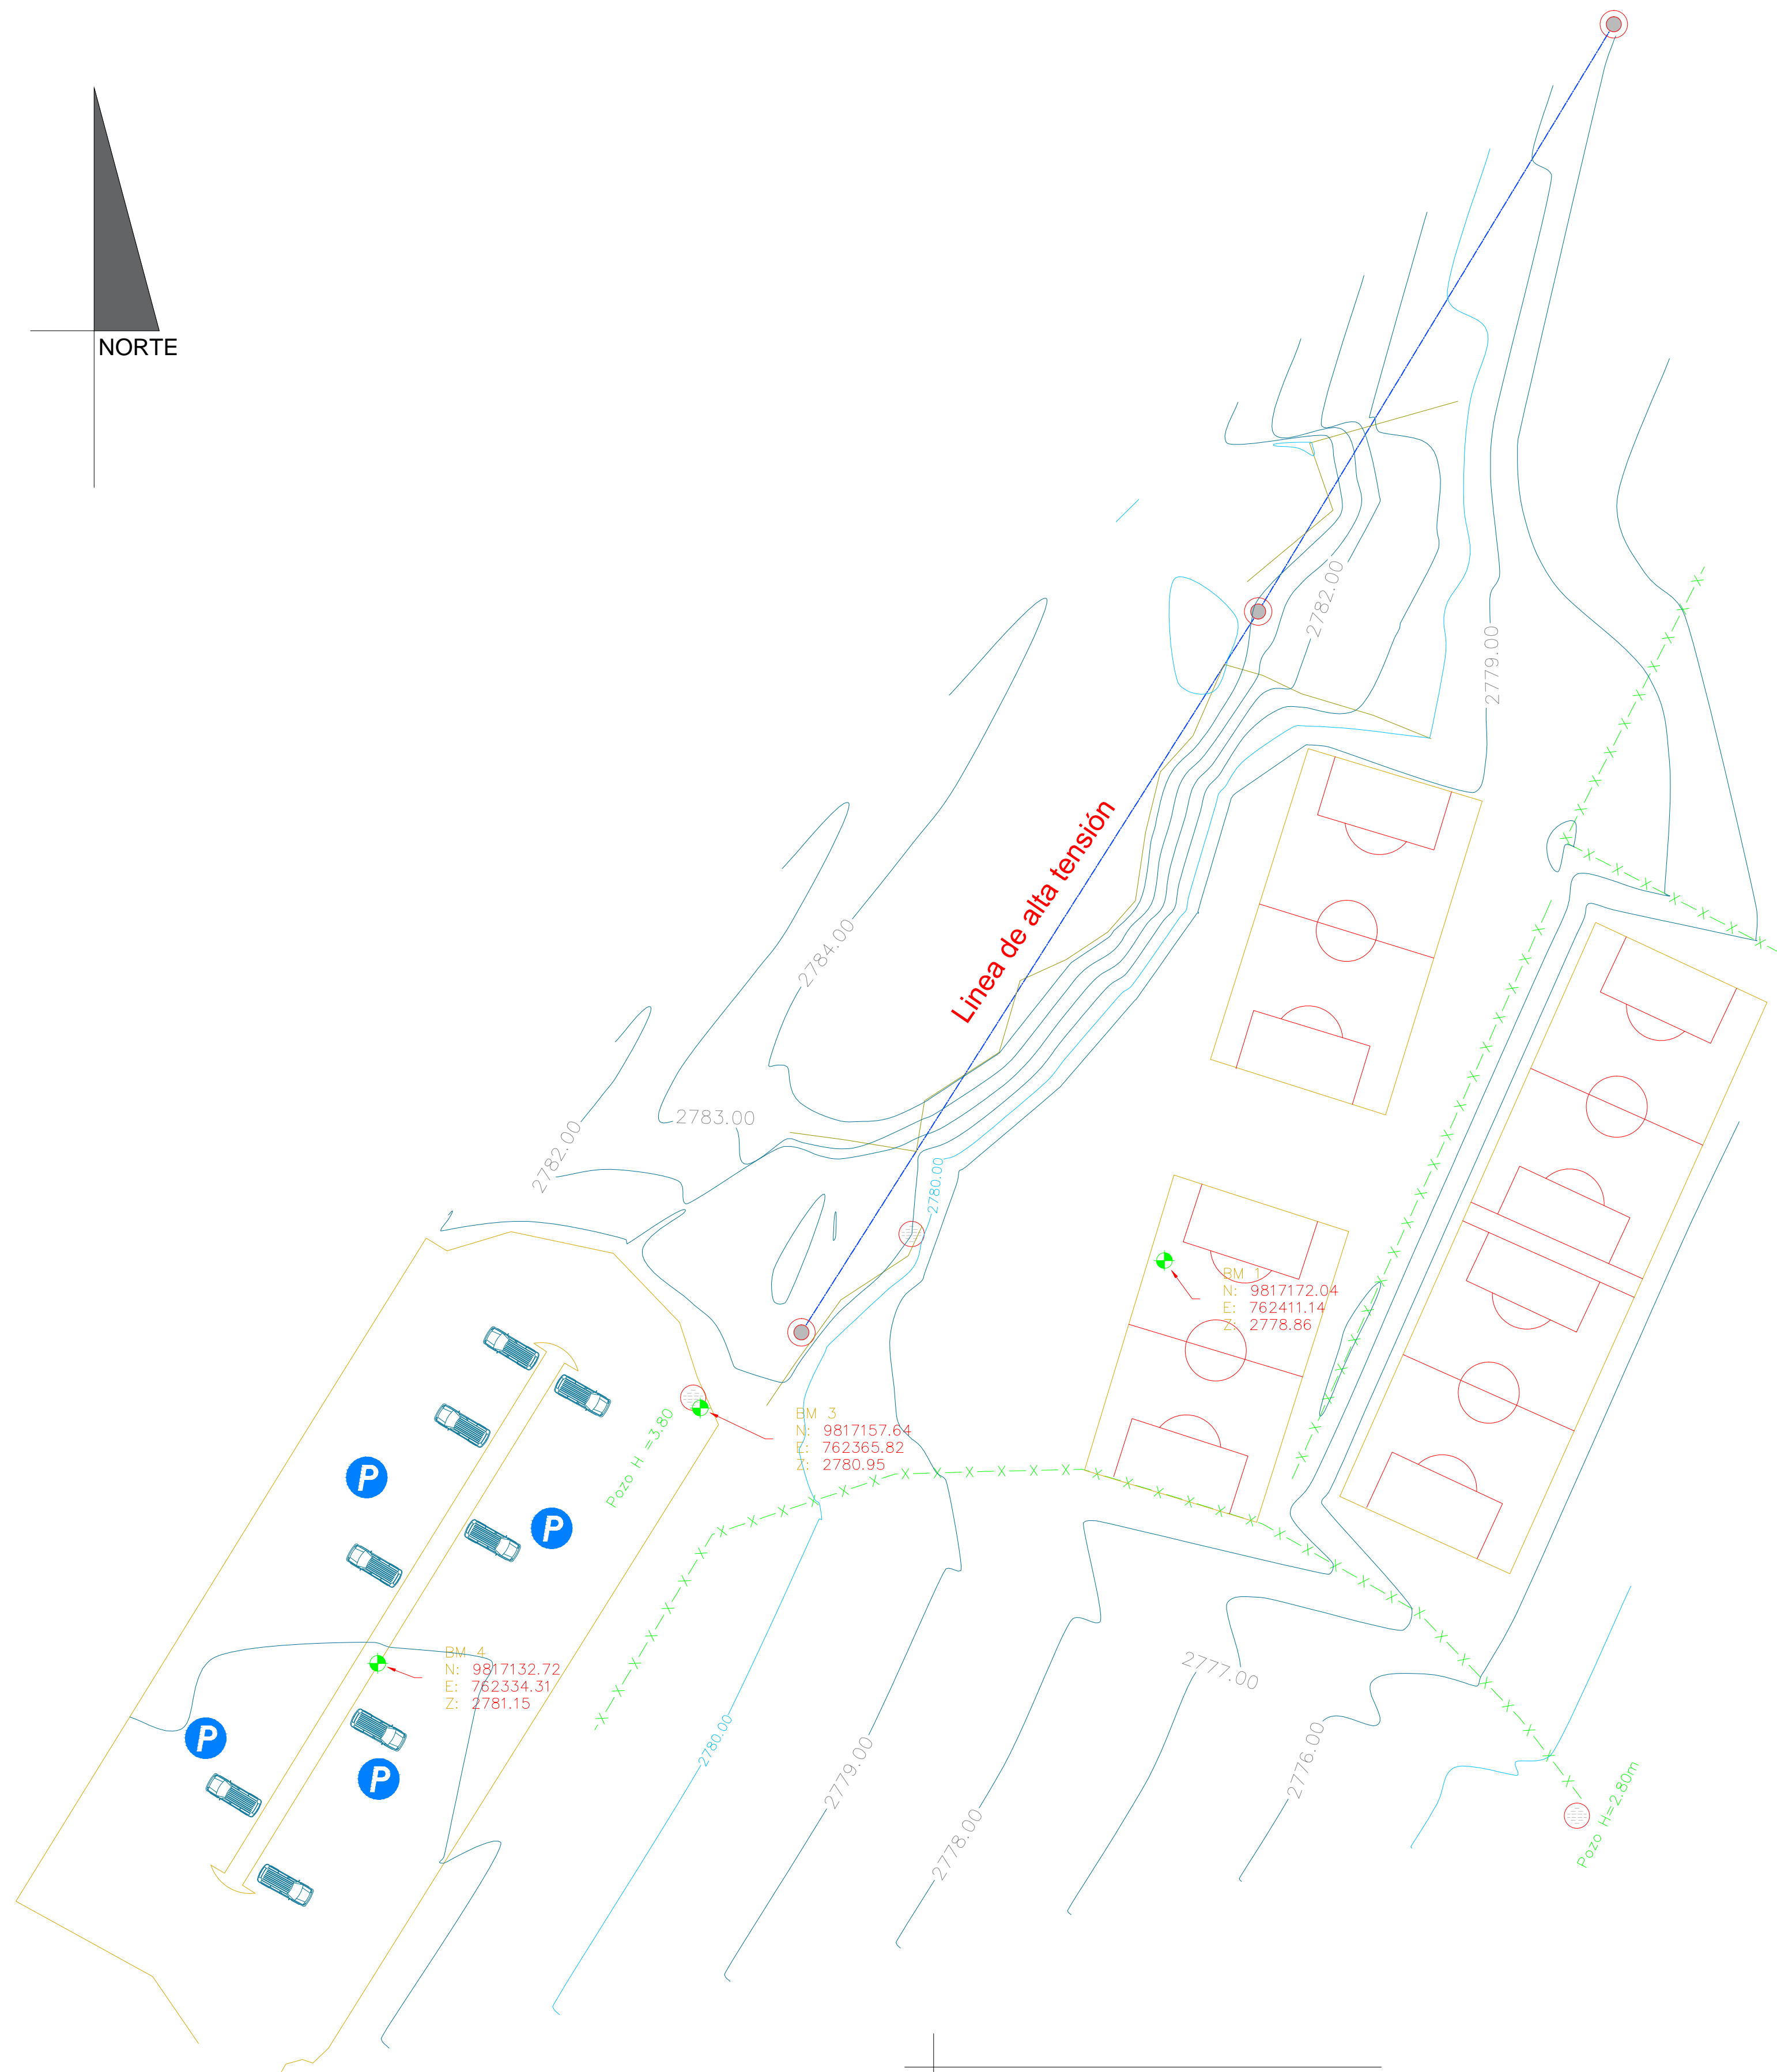 NORTE
2782.00
2779.00
Linea de alta tensión
2784.00
2783.00
2782.00
2780.00
BM 1
N: 9817172.04
E: 762411.14
Z: 2778.86
Pozo H =3.80
BM 3
N: 9817157.64
E: 762365.82
Z: 2780.95
P
P
BM 4
N: 9817132.72
E: 762334.31
Z: 2781.15
2777.00
P
P
2780.00
2779.00
2776.00
2778.00
Pozo H=2.80m